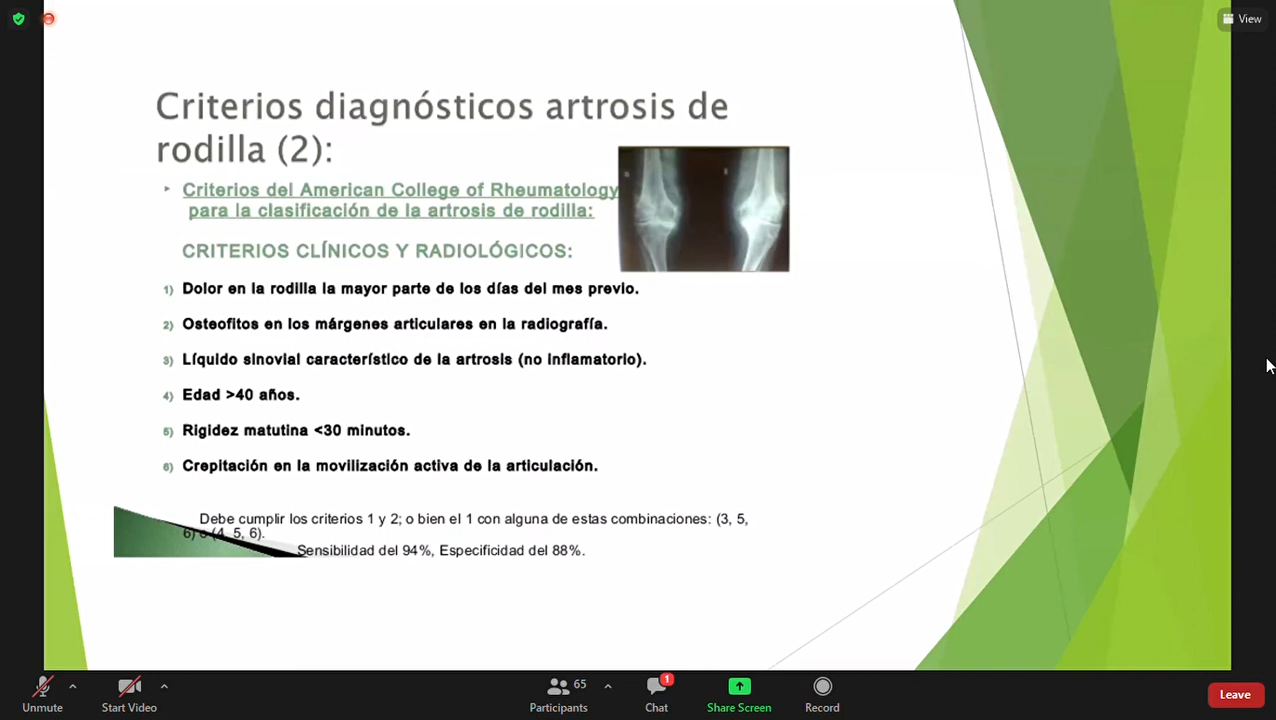 View
Criterios diagnósticos artrosis de
rodilla (2):
Criterios del American College of Rheumatology
para la clasificación de la artrosis de rodilla:
CRITERIOS CLÍNICOS Y RADIOLÓGICOS:
1) Dolor en la rodilla la mayor parte de los días del mes previo.
2) Osteofitos en los márgenes articulares en la radiografía.
3) Líquido sinovial característico de la artrosis (no inflamatorio).
4) Edad >40 años.
5) Rigidez matutina <30 minutos.
6) Crepitación en la movilización activa de la articulación.
Debe cumplir los criterios 1 y 2; o bien el 1 con alguna de estas combinaciones: (3, 5,
6) o (4, 5, 6).
Sensibilidad del 94%, Especificidad del 88%.
65
1
Unmute Start Video Participants Chat Share Screen Record Leave